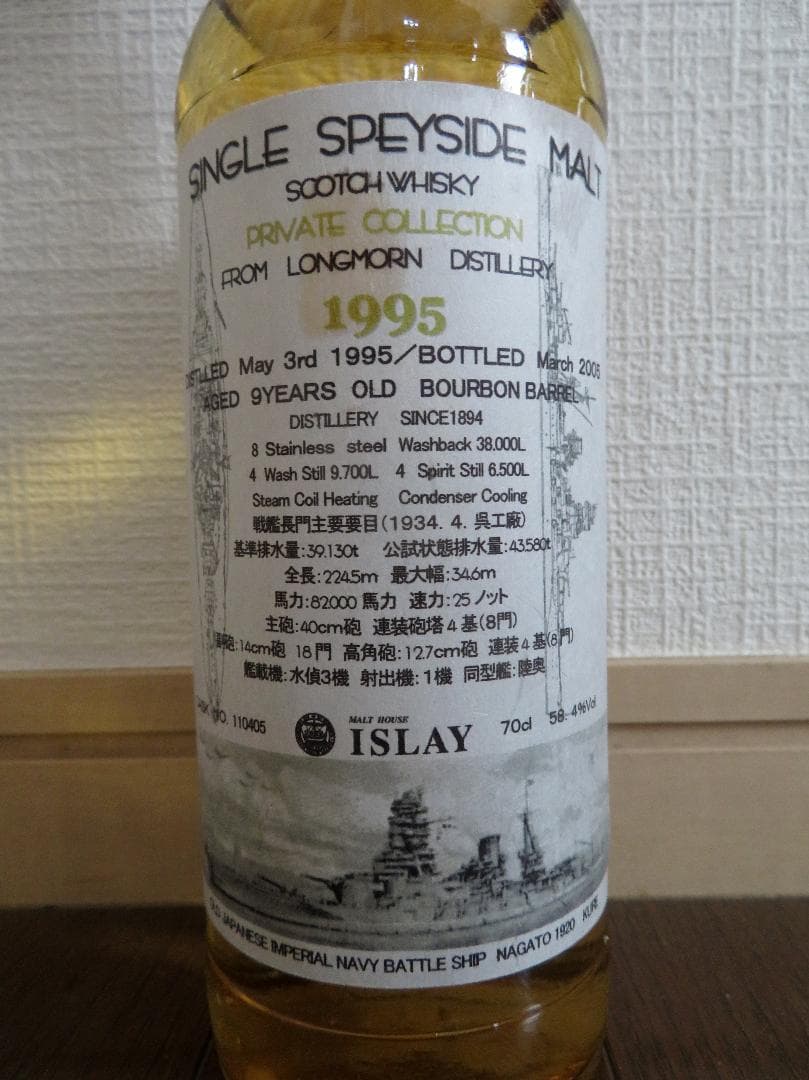 SINGLE SPEYSIDE MALT
SCOTCH WHISKY
PRIVATE COLLECTION
FROM LONGMORN DISTILLERY
1995
DISTILLED May 3rd 1995/BOTTLED March 2005
AGED 9YEARS OLD BOURBON BARREL
DISTILLERY SINCE1894
8 Stainless steel Washback 38.000L
4 Wash Still 9.700L 4 Spirit Still 6.500L
Steam Coil Heating Condenser Cooling
戦艦長門主要要目(1934. 4. 呉工廠)
基準排水量:39.130t 公試状態排水量:43.580t
全長:224.5m 最大幅:34.6m
馬力:82.000 馬力 速力:25 ノット
主砲:40cm砲 連装砲塔4基(8門)
副砲:14cm砲 18門 高角砲:12.7cm砲 連装4基(8門)
艦載機:水偵3機 射出機:1機 同型艦:陸奥
CASK NO. 110405
MALT HOUSE
ISLAY
70cl 58.4%Vol
JAPANESE IMPERIAL NAVY BATTLE SHIP NAGATO 1920 KURE